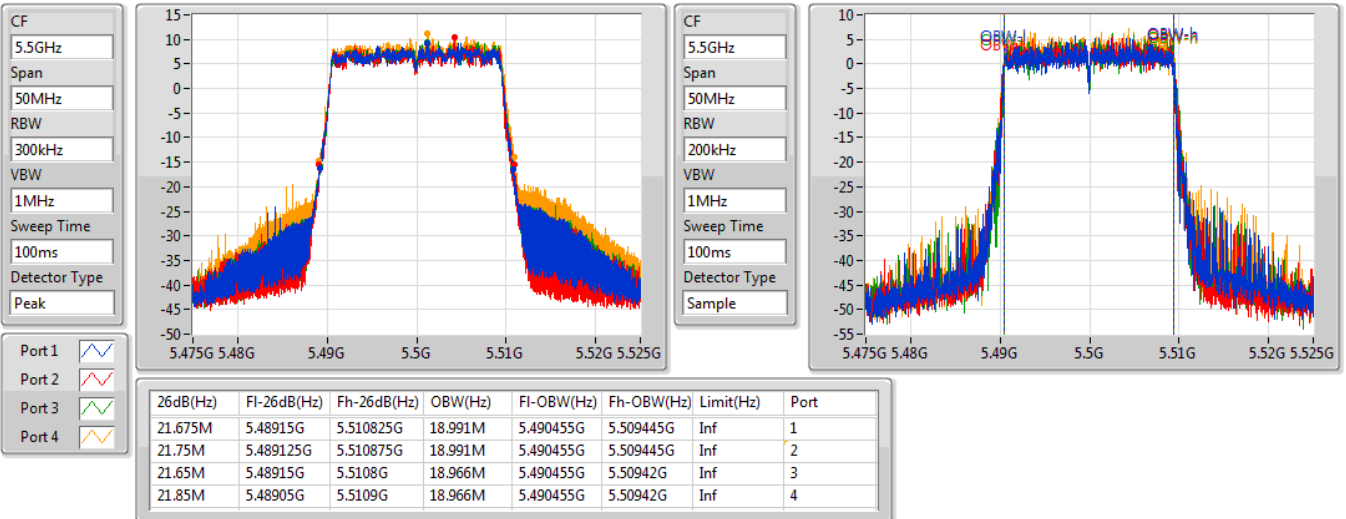 CF
5.5GHz
Span
50MHz
RBW
300kHz
VBW
1MHz
Sweep Time
100ms
Detector Type
Peak
15
10
5
0
-5
-10
-15
-20
-25
-30
-35
-40
-45
-50
5.475G 5.48G 5.49G 5.5G 5.51G 5.52G 5.525G
CF
5.5GHz
Span
50MHz
RBW
200kHz
VBW
1MHz
Sweep Time
100ms
Detector Type
Sample
10
5
0
-5
-10
-15
-20
-25
-30
-35
-40
-45
-50
-55
OBW-h
5.475G 5.48G 5.49G 5.5G 5.51G 5.52G 5.525G
Port 1
Port 2
Port 3
Port 4
26dB(Hz) Fl-26dB(Hz) Fh-26dB(Hz) OBW(Hz) Fl-OBW(Hz) Fh-OBW(Hz) Limit(Hz) Port
21.675M 5.48915G 5.510825G 18.991M 5.490455G 5.509445G Inf 1
21.75M 5.489125G 5.510875G 18.991M 5.490455G 5.509445G Inf 2
21.65M 5.48915G 5.5108G 18.966M 5.490455G 5.50942G Inf 3
21.85M 5.48905G 5.5109G 18.966M 5.490455G 5.50942G Inf 4